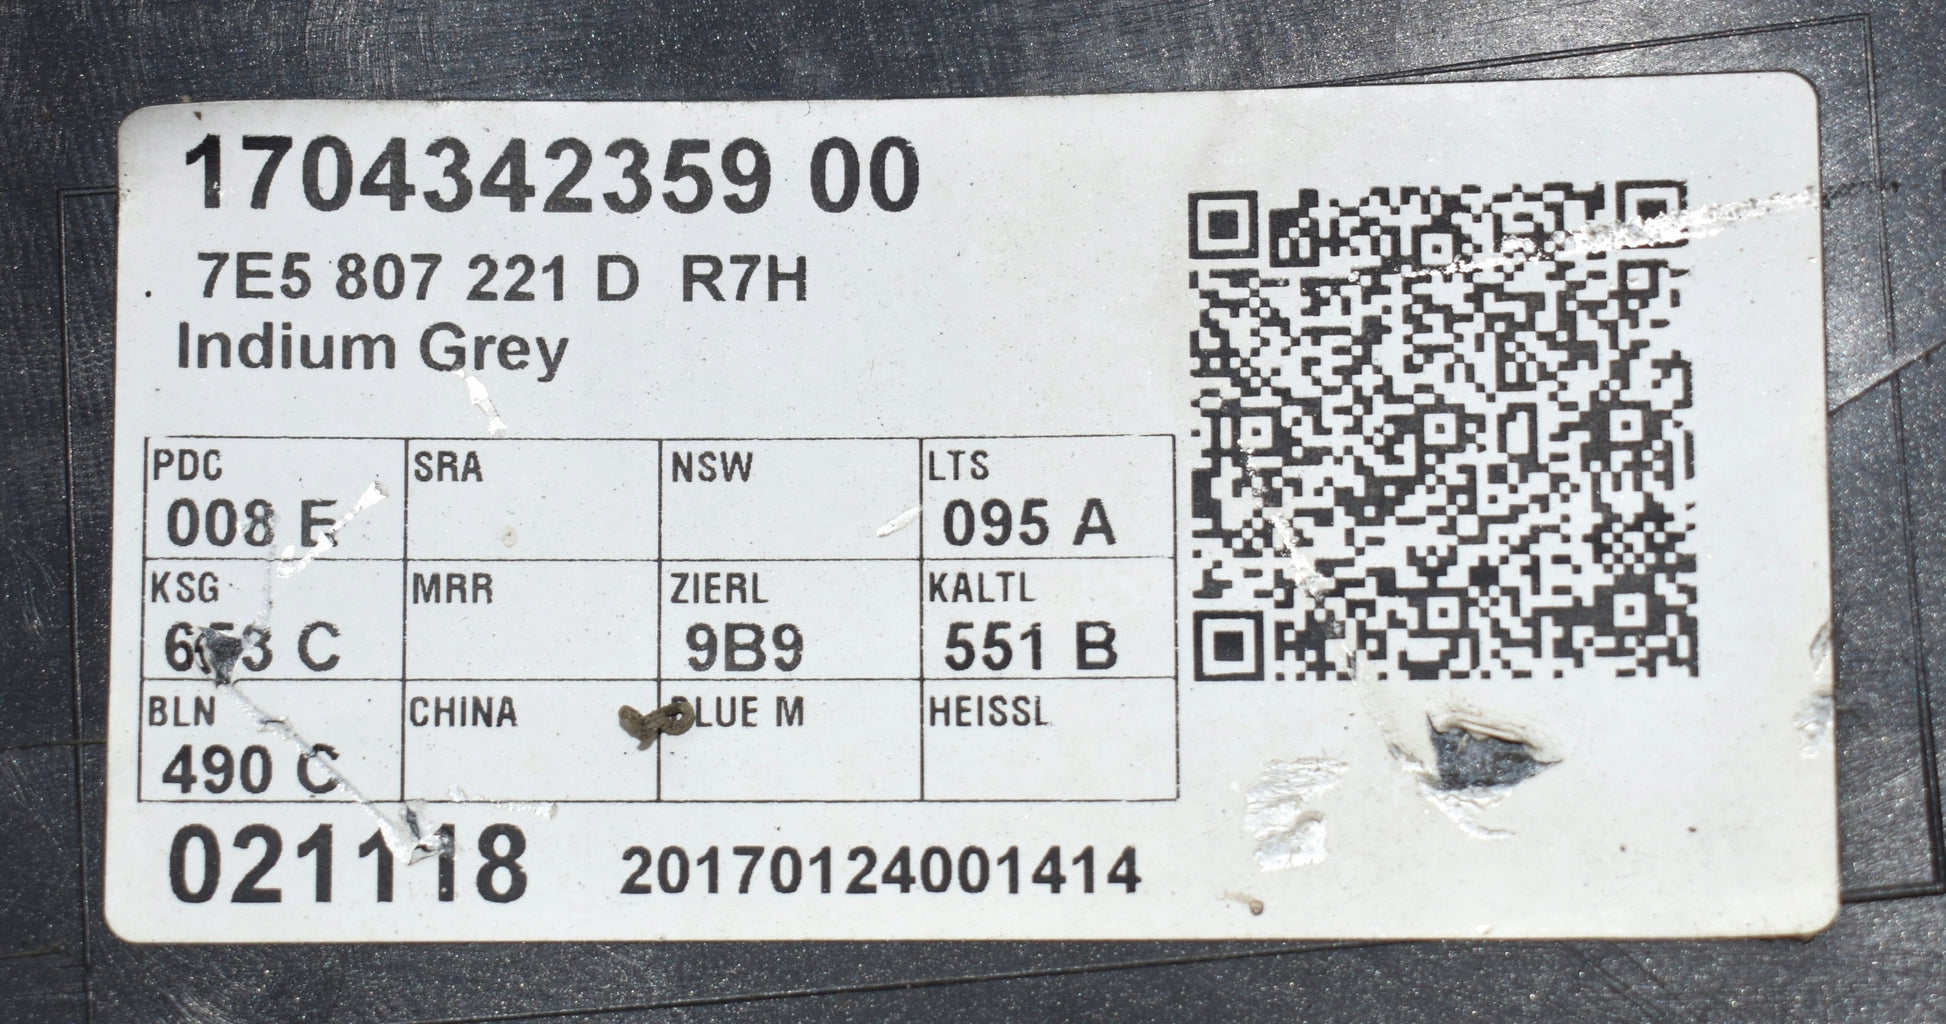 1704342359 00
7E5 807 221 D R7H
Indium Grey
PDC SRA NSW LTS
008 E 095 A
KSG MRR ZIERL KALTL
C 9B9 551 B
BLN CHINA BLUE M HEISSL
490 C
021118 20170124001414